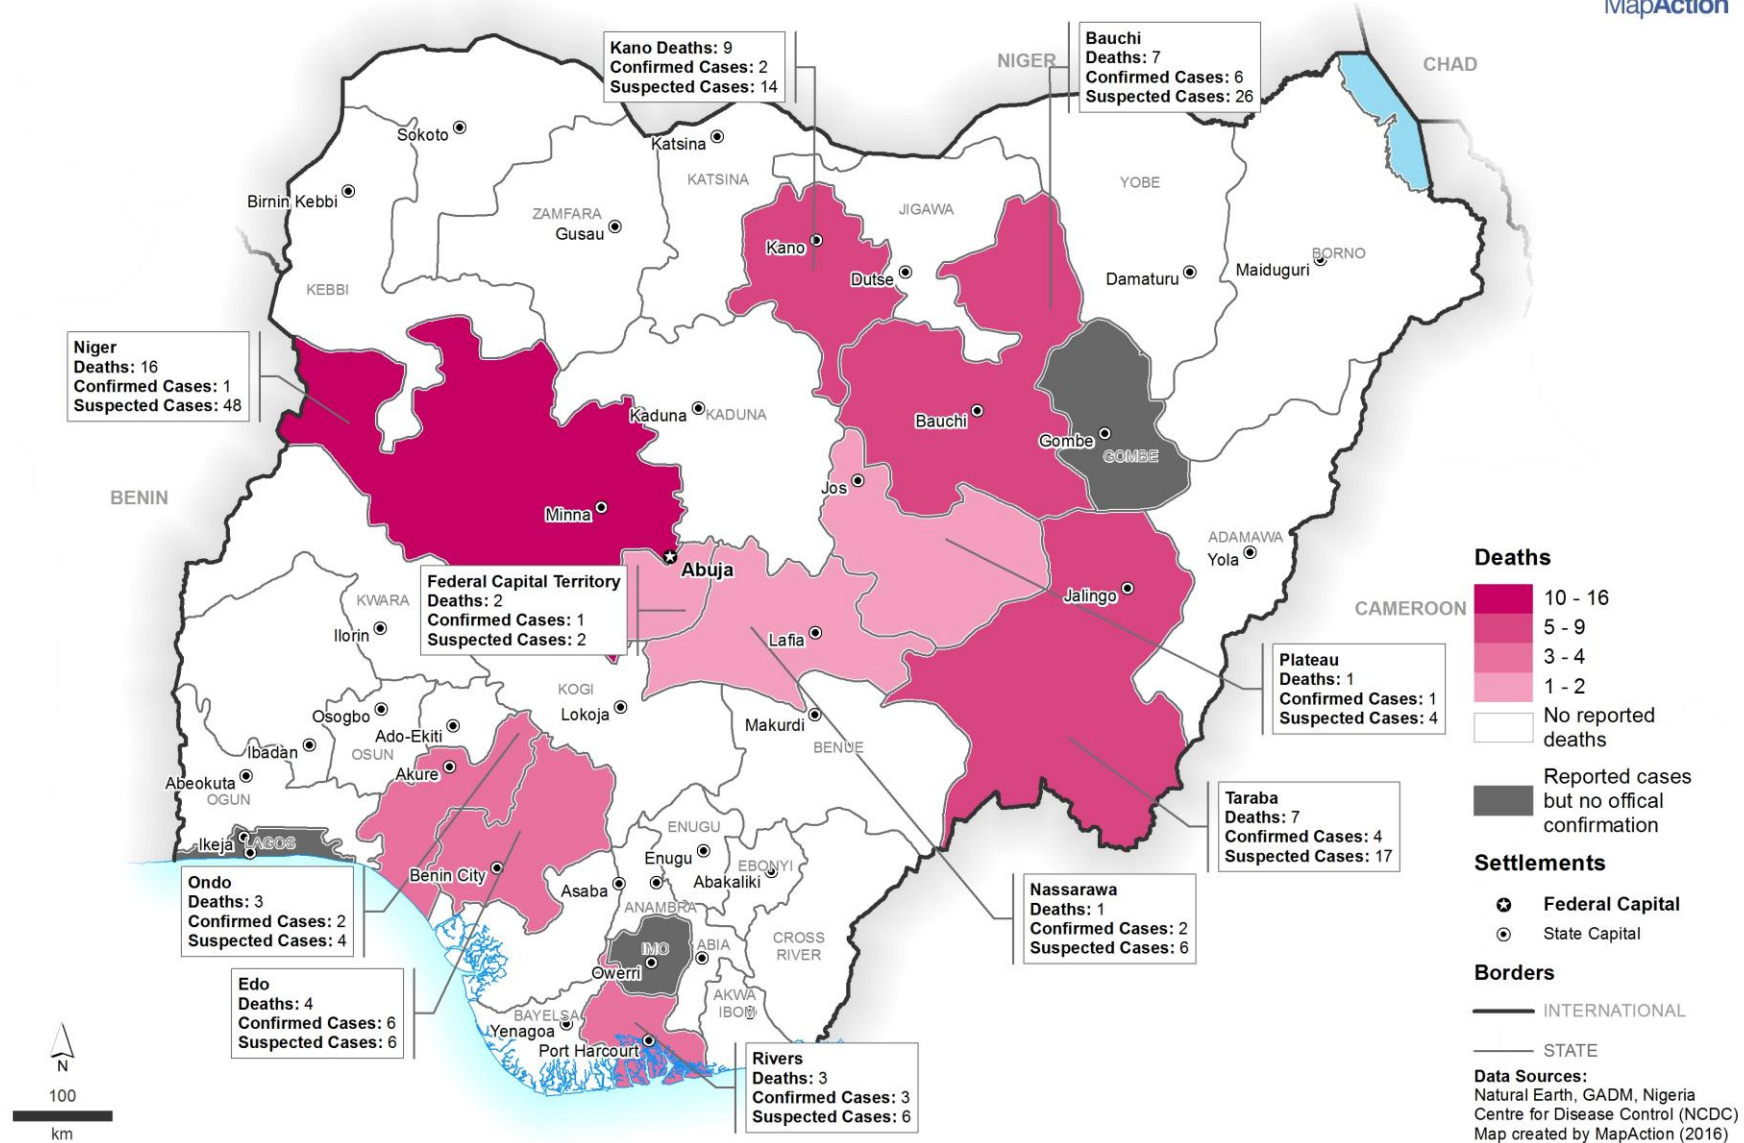 MapAction
Kano Deaths: 9
Confirmed Cases: 2
Suspected Cases: 14
NIGER
Bauchi
Deaths: 7
Confirmed Cases: 6
Suspected Cases: 26
CHAD
Sokoto
Katsina
KATSINA
YOBE
Birnin Kebbi
ZAMFARA
Gusau
JIGAWA
Kano
Dutse
Damaturu
Maiduguri
BORNO
KEBBI
Niger
Deaths: 16
Confirmed Cases: 1
Suspected Cases: 48
Kaduna
KADUNA
Bauchi
Gombe
GOMBE
BENIN
Jos
Minna
ADAMAWA
Yola
Abuja
Federal Capital Territory
Deaths: 2
Confirmed Cases: 1
Suspected Cases: 2
KWARA
Ilorin
Jalingo
CAMEROON
Lafia
Plateau
Deaths: 1
Confirmed Cases: 1
Suspected Cases: 4
KOGI
Lokoja
Osogbo
Ado-Ekiti
Makurdi
BENUE
Ibadan
OSUN
Akure
Abeokuta
OGUN
Taraba
Deaths: 7
Confirmed Cases: 4
Suspected Cases: 17
Ikeja
LAGOS
ENUGU
Enugu
EBONYI
Abakaliki
Benin City
Asaba
ANAMBRA
Ondo
Deaths: 3
Confirmed Cases: 2
Suspected Cases: 4
Nassarawa
Deaths: 1
Confirmed Cases: 2
Suspected Cases: 6
IMO
Owerri
ABIA
CROSS
RIVER
Edo
Deaths: 4
Confirmed Cases: 6
Suspected Cases: 6
AKWA
IBOM
BAYELSA
Yenagoa
Port Harcourt
Rivers
Deaths: 3
Confirmed Cases: 3
Suspected Cases: 6
N
100
km
Deaths
10 - 16
5 - 9
3 - 4
1 - 2
No reported
deaths
Reported cases
but no offical
confirmation
Settlements
Federal Capital
State Capital
Borders
INTERNATIONAL
STATE
Data Sources:
Natural Earth, GADM, Nigeria
Centre for Disease Control (NCDC)
Map created by MapAction (2016)